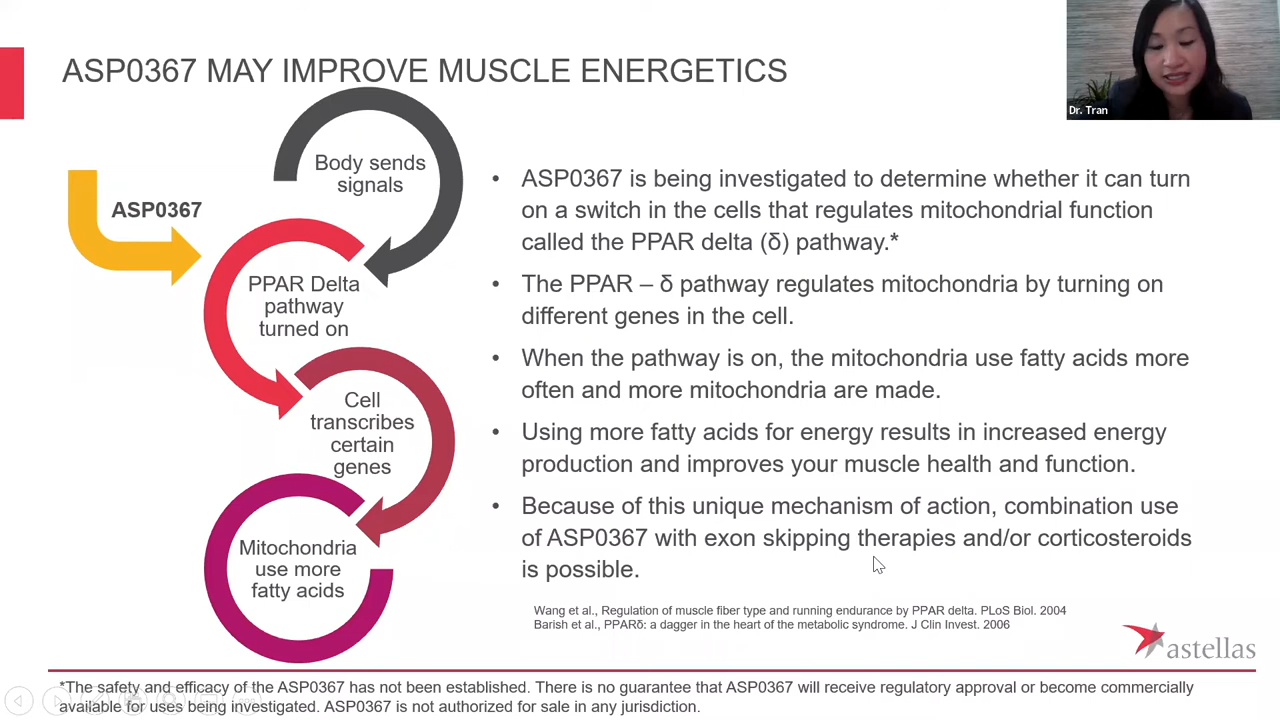 ASP0367 MAY IMPROVE MUSCLE ENERGETICS
Dr. Tran
Body sends
signals
ASP0367
PPAR Delta
pathway
turned on
Cell
transcribes
certain
genes
Mitochondria
use more
fatty acids
• ASP0367 is being investigated to determine whether it can turn
on a switch in the cells that regulates mitochondrial function
called the PPAR delta (δ) pathway.*
• The PPAR – δ pathway regulates mitochondria by turning on
different genes in the cell.
• When the pathway is on, the mitochondria use fatty acids more
often and more mitochondria are made.
• Using more fatty acids for energy results in increased energy
production and improves your muscle health and function.
• Because of this unique mechanism of action, combination use
of ASP0367 with exon skipping therapies and/or corticosteroids
is possible.
Wang et al., Regulation of muscle fiber type and running endurance by PPAR delta. PLoS Biol. 2004
Barish et al., PPARδ: a dagger in the heart of the metabolic syndrome. J Clin Invest. 2006
astellas
*The safety and efficacy of the ASP0367 has not been established. There is no guarantee that ASP0367 will receive regulatory approval or become commercially
available for uses being investigated. ASP0367 is not authorized for sale in any jurisdiction.